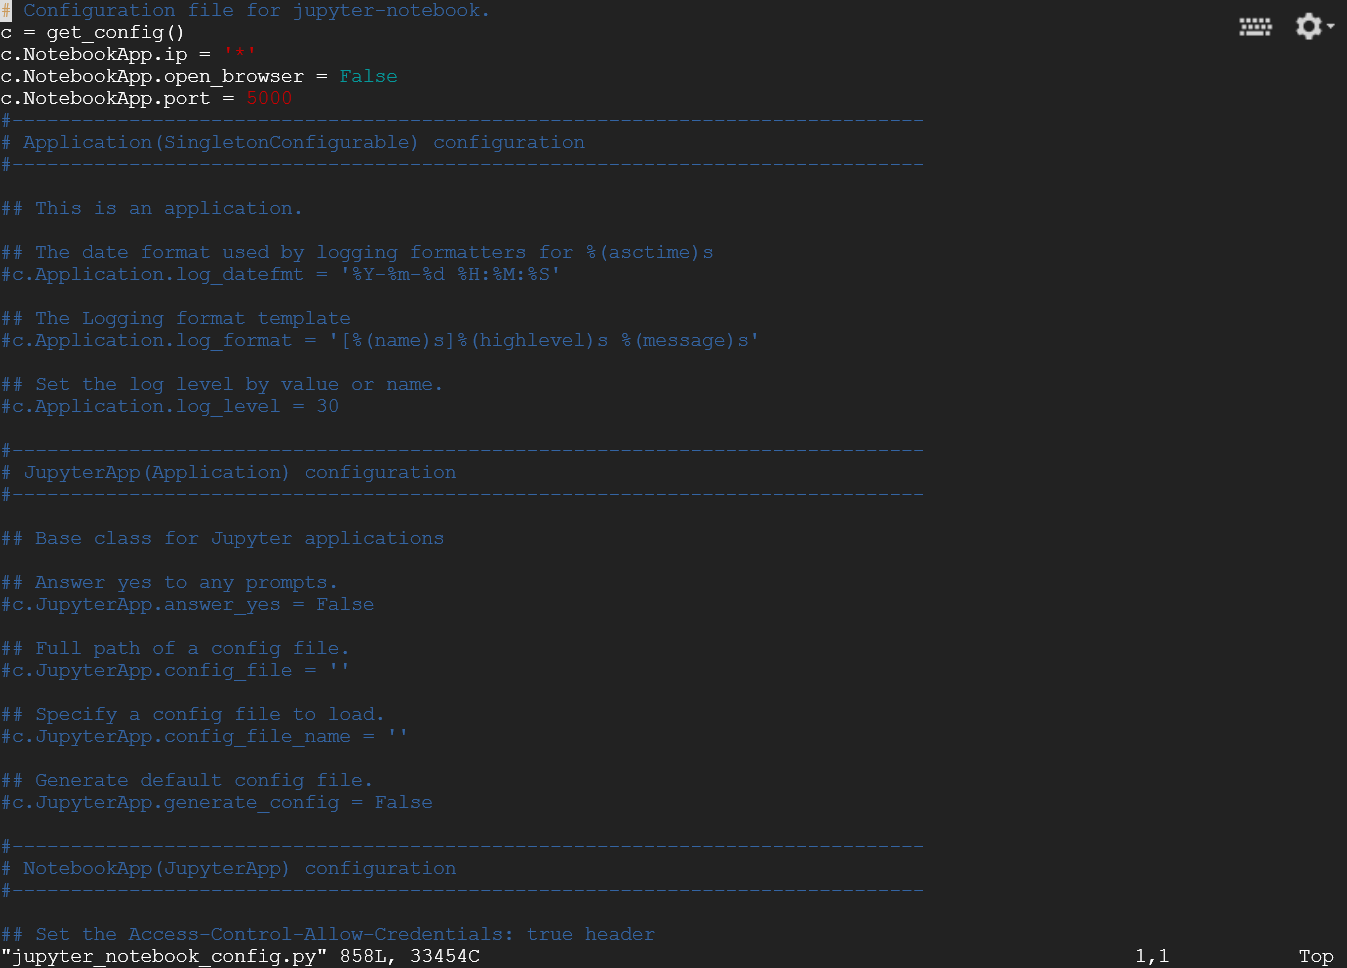 # Configuration file for jupyter-notebook.
c = get_config()
c.NotebookApp.ip = '*'
c.NotebookApp.open_browser = False
c.NotebookApp.port = 5000
#------------------------------------------------------------------------------
# Application(SingletonConfigurable) configuration
#------------------------------------------------------------------------------
## This is an application.
## The date format used by logging formatters for %(asctime)s
#c.Application.log_datefmt = '%Y-%m-%d %H:%M:%S'
## The Logging format template
#c.Application.log_format = '[%(name)s]%(highlevel)s %(message)s'
## Set the log level by value or name.
#c.Application.log_level = 30
#------------------------------------------------------------------------------
# JupyterApp(Application) configuration
#------------------------------------------------------------------------------
## Base class for Jupyter applications
## Answer yes to any prompts.
#c.JupyterApp.answer_yes = False
## Full path of a config file.
#c.JupyterApp.config_file = ''
## Specify a config file to load.
#c.JupyterApp.config_file_name = ''
## Generate default config file.
#c.JupyterApp.generate_config = False
#------------------------------------------------------------------------------
# NotebookApp(JupyterApp) configuration
#------------------------------------------------------------------------------
## Set the Access-Control-Allow-Credentials: true header
"jupyter_notebook_config.py" 858L, 33454C 1,1 Top